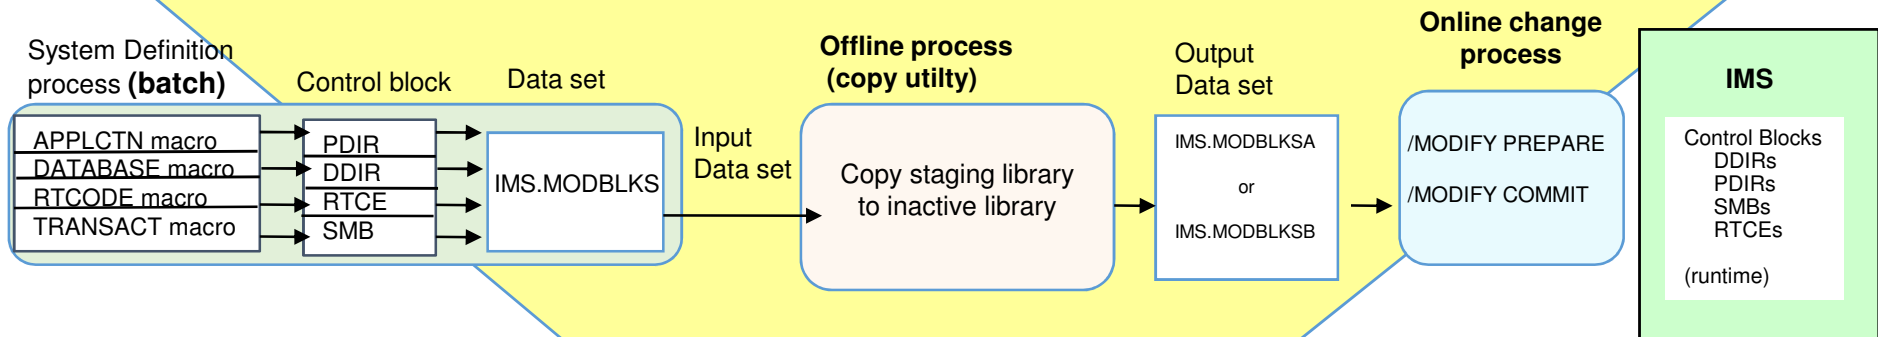 System Definition
process (batch)
Control block
Data set
APPLCTN macro
DATABASE macro
RTCODE macro
TRANSACT macro
PDIR
DDIR
RTCE
SMB
IMS.MODBLKS
Input
Data set
Offline process
(copy utilty)
Copy staging library
to inactive library
Output
Data set
IMS.MODBLKSA
or
IMS.MODBLKSB
Online change
process
/MODIFY PREPARE
/MODIFY COMMIT
IMS
Control Blocks
DDIRs
PDIRs
SMBs
RTCEs
(runtime)